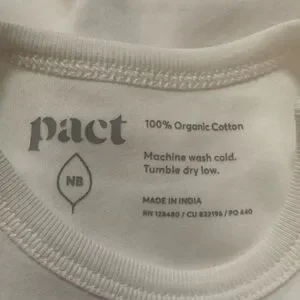 pact
NB
100% Organic Cotton
Machine wash cold.
Tumble dry low.
MADE IN INDIA
RN 128480 / CU 832196 / PO 440